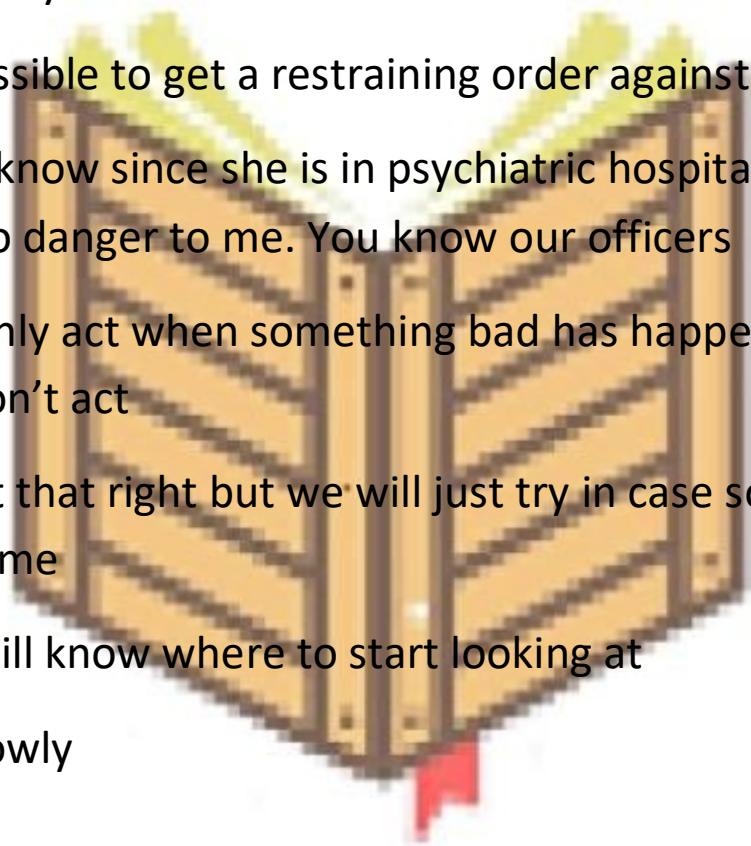 ssible to get a restraining order against
know since she is in psychiatric hospita
o danger to me. You know our officers
nly act when something bad has happe
on’t act
t that right but we will just try in case so
me
ill know where to start looking at
owly